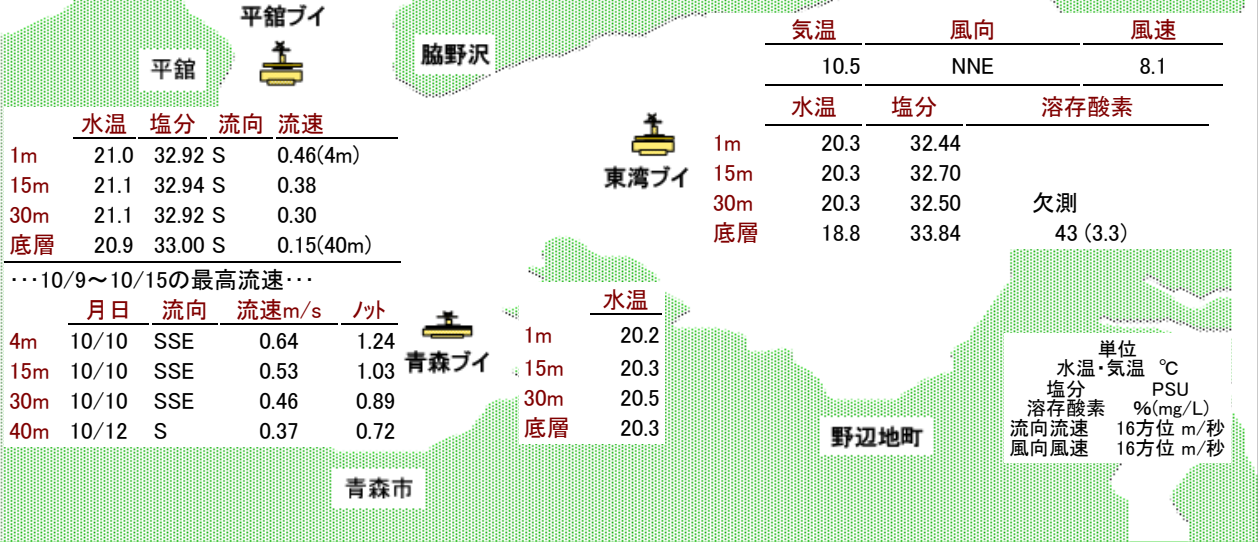 平舘ブイ
平舘
脇野沢
水温 塩分 流向 流速
1m 21.0 32.92 S 0.46(4m)
15m 21.1 32.94 S 0.38
30m 21.1 32.92 S 0.30
底層 20.9 33.00 S 0.15(40m)
･･･10/9～10/15の最高流速･･･
月日 流向 流速m/s ﾉｯﾄ
4m 10/10 SSE 0.64 1.24
15m 10/10 SSE 0.53 1.03
30m 10/10 SSE 0.46 0.89
40m 10/12 S 0.37 0.72
青森ブイ
水温
1m 20.2
15m 20.3
30m 20.5
底層 20.3
青森市
気温 風向 風速
10.5 NNE 8.1
東湾ブイ
水温 塩分 溶存酸素
1m 20.3 32.44
15m 20.3 32.70
30m 20.3 32.50 欠測
底層 18.8 33.84 43 (3.3)
野辺地町
単位
水温・気温 ℃
塩分 PSU
溶存酸素 %(mg/L)
流向流速 16方位 m/秒
風向風速 16方位 m/秒